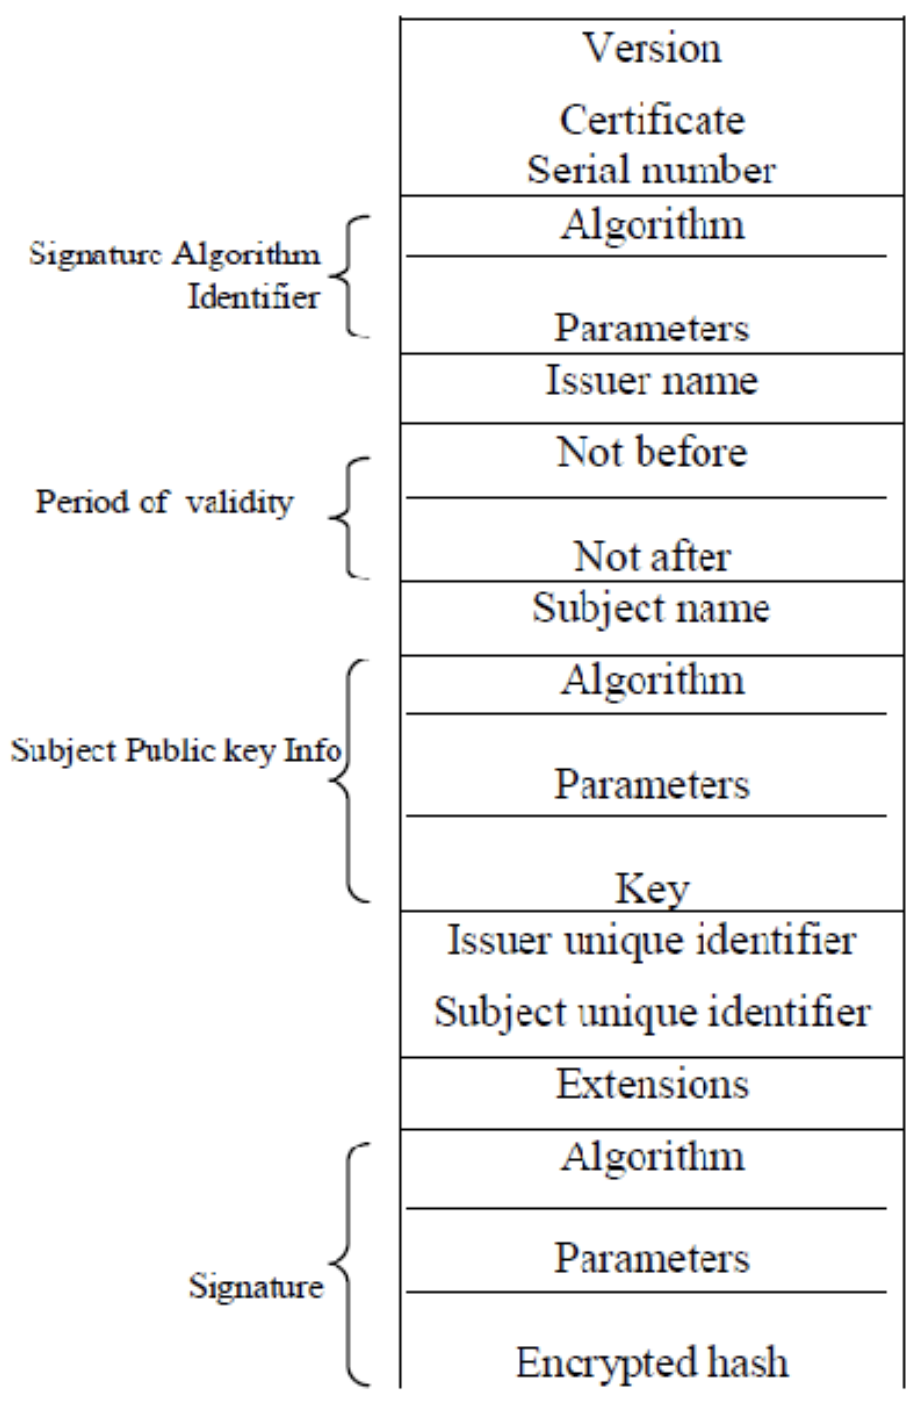 Version
Certificate
Serial number
Signature Algorithm
Identifier
Algorithm
Parameters
Issuer name
Period of validity
Not before
Not after
Subject name
Subject Public key Info
Algorithm
Parameters
Key
Issuer unique identifier
Subject unique identifier
Extensions
Signature
Algorithm
Parameters
Encrypted hash